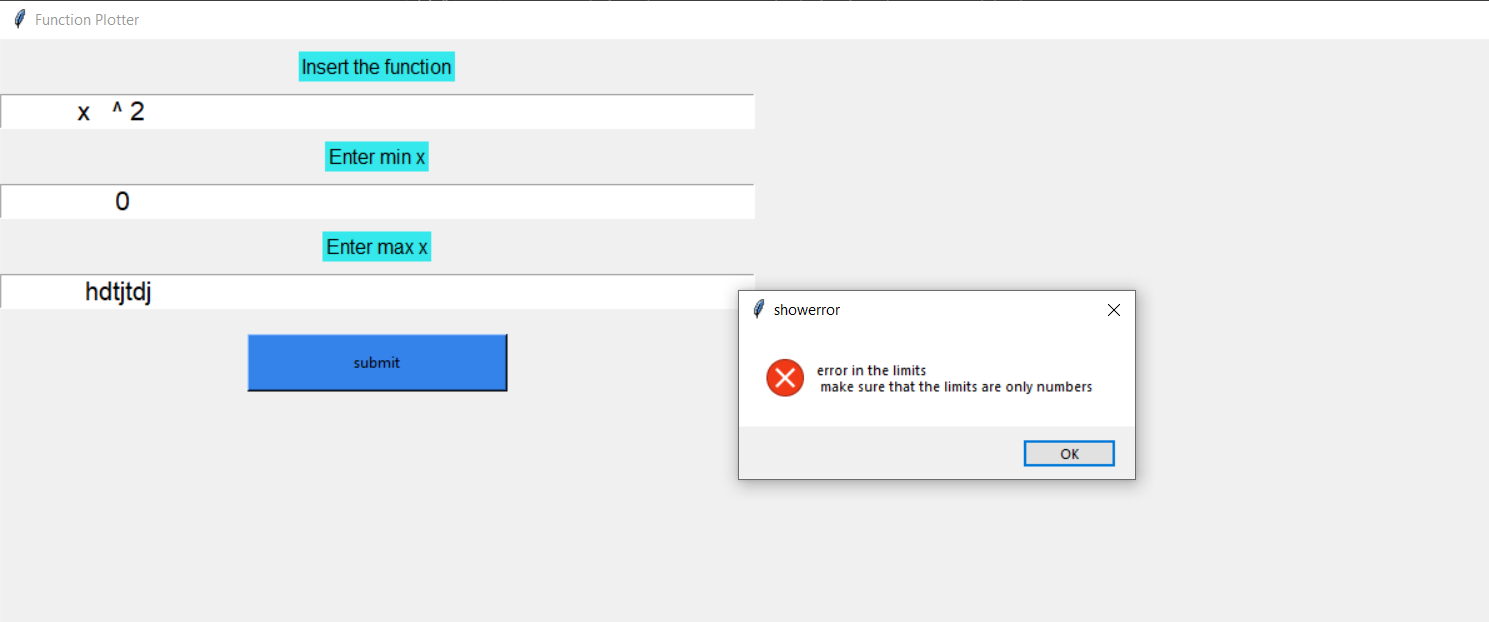 Function Plotter
Insert the function
x ^ 2
Enter min x
0
Enter max x
hdtjtdj
submit
showerror
error in the limits
make sure that the limits are only numbers
OK